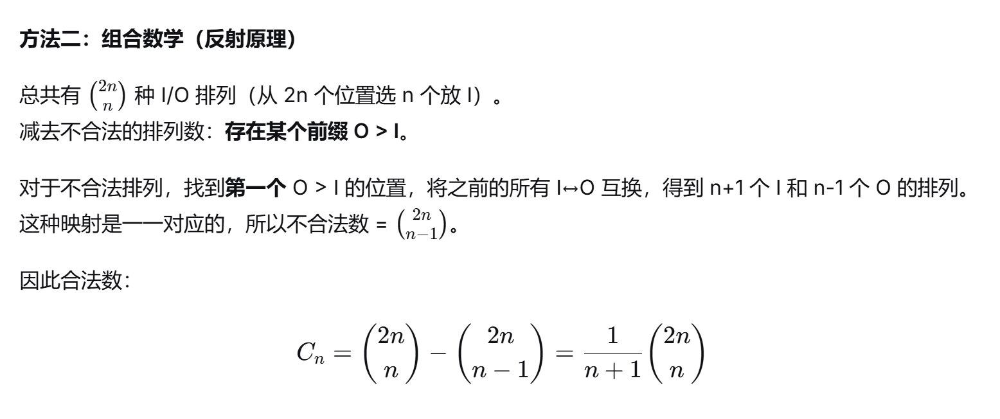 方法二：组合数学（反射原理）
总共有 \binom{2n}{n} 种 I/O 排列（从 2n 个位置选 n 个放 I）。
减去不合法的排列数：存在某个前缀 O > I。
对于不合法排列，找到第一个 O > I 的位置，将之前的所有 I↔O 互换，得到 n+1 个 I 和 n-1 个 O 的排列。
这种映射是一一对应的，所以不合法数 = \binom{2n}{n-1}。
因此合法数：
C_n = \binom{2n}{n} - \binom{2n}{n-1} = \frac{1}{n+1}\binom{2n}{n}